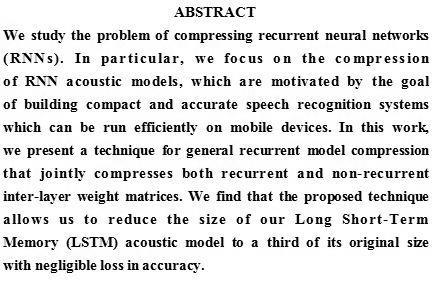 ABSTRACT
We study the problem of compressing recurrent neural networks
(RNNs). In particular, we focus on the compression
of RNN acoustic models, which are motivated by the goal
of building compact and accurate speech recognition systems
which can be run efficiently on mobile devices. In this work,
we present a technique for general recurrent model compression
that jointly compresses both recurrent and non-recurrent
inter-layer weight matrices. We find that the proposed technique
allows us to reduce the size of our Long Short-Term
Memory (LSTM) acoustic model to a third of its original size
with negligible loss in accuracy.